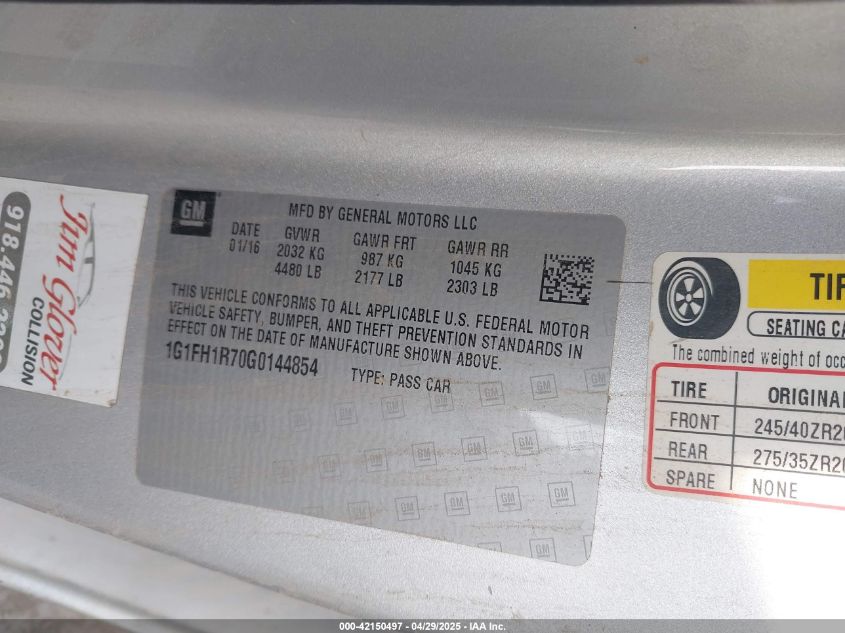 GM
MFD BY GENERAL MOTORS LLC
DATE GVWR GAWR FRT GAWR RR
01/16 2032 KG 987 KG 1045 KG
4480 LB 2177 LB 2303 LB
THIS VEHICLE CONFORMS TO ALL APPLICABLE U.S. FEDERAL MOTOR
VEHICLE SAFETY, BUMPER, AND THEFT PREVENTION STANDARDS IN
EFFECT ON THE DATE OF MANUFACTURE SHOWN ABOVE.
1G1FH1R70G0144854 TYPE: PASS CAR
Jim Glover
COLLISION
918-446-
TIR
SEATING CA
The combined weight of occ
TIRE ORIGINAL
FRONT 245/40ZR20
REAR 275/35ZR20
SPARE NONE
000-42150497 - 04/29/2025 - IAA Inc.